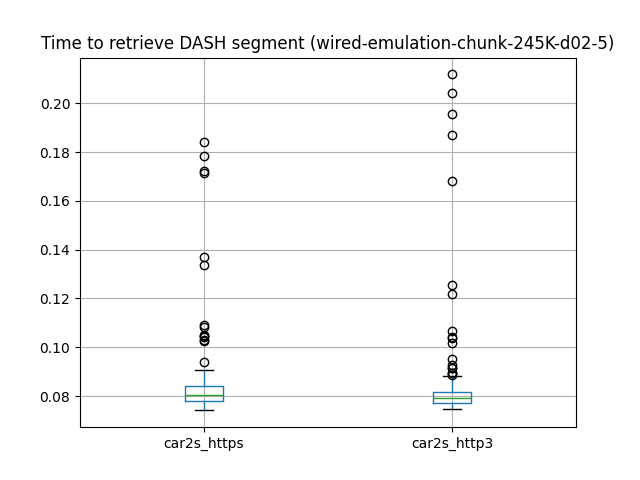 Time to retrieve DASH segment (wired-emulation-chunk-245K-d02-5)
0.20
0.18
0.16
0.14
0.12
0.10
0.08
car2s_https
car2s_http3